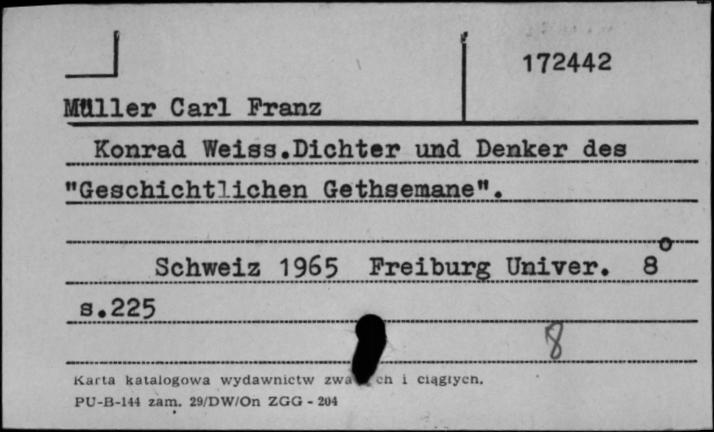 172442
Müller Carl Franz
Konrad Weiss.Dichter und Denker des
"Geschichtlichen Gethsemane".
Schweiz 1965 Freiburg Univer. 8°
s.225
8
Karta katalogowa wydawnictw i ciągłych.
PU-B-144 zam. 29/DW/On ZGG - 204